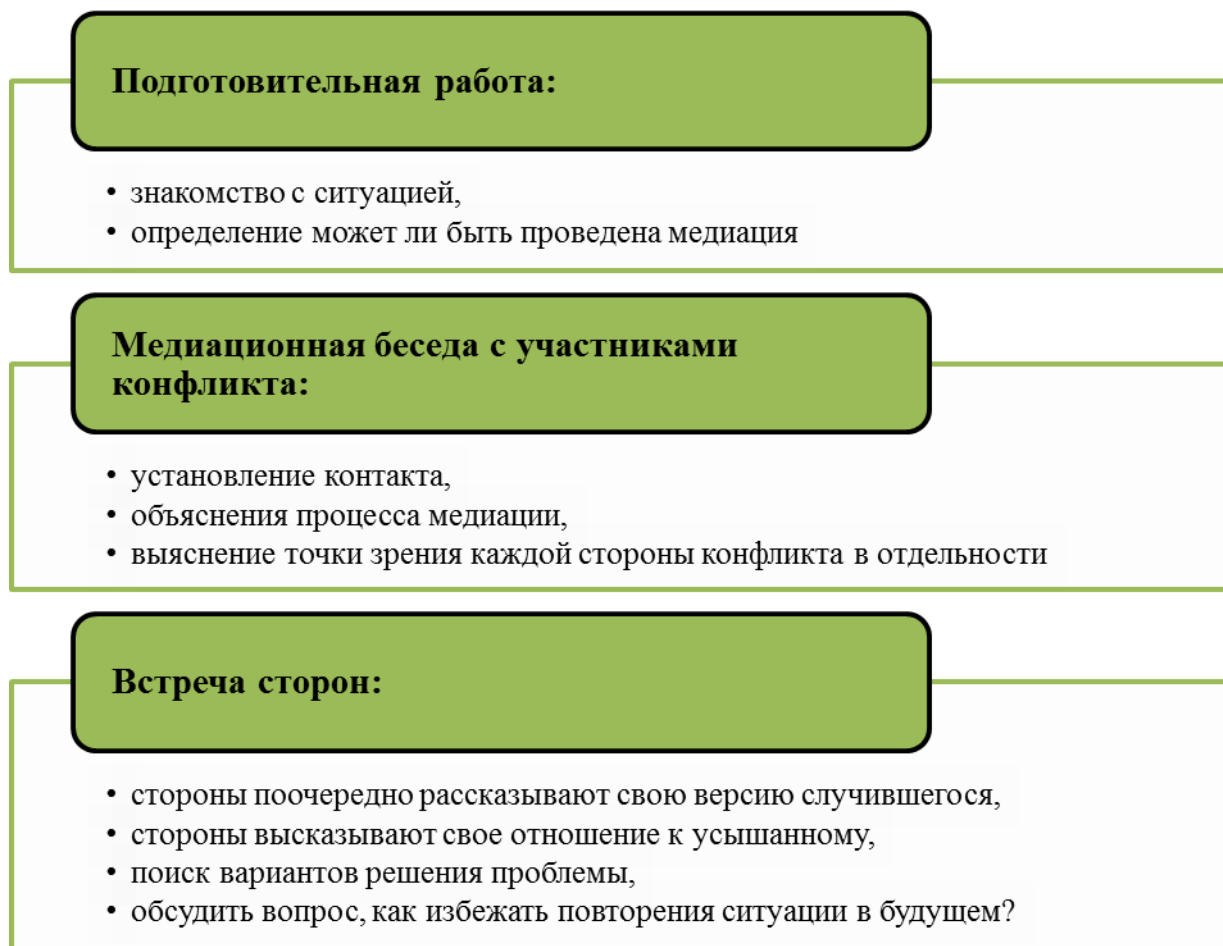 Подготовительная работа:
• знакомство с ситуацией,
• определение может ли быть проведена медиация
Медиационная беседа с участниками
конфликта:
• установление контакта,
• объяснения процесса медиации,
• выяснение точки зрения каждой стороны конфликта в отдельности
Встреча сторон:
• стороны поочередно рассказывают свою версию случившегося,
• стороны высказывают свое отношение к усышанному,
• поиск вариантов решения проблемы,
• обсудить вопрос, как избежать повторения ситуации в будущем?